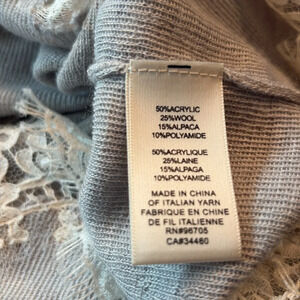 50%ACRYLIC
25%WOOL
15%ALPACA
10%POLYAMIDE
50%ACRYLIQUE
25%LAINE
15%ALPAGA
10%POLYAMIDE
MADE IN CHINA
OF ITALIAN YARN
FABRIQUE EN CHINE
DE FIL ITALIENNE
RN#96705
CA#34460